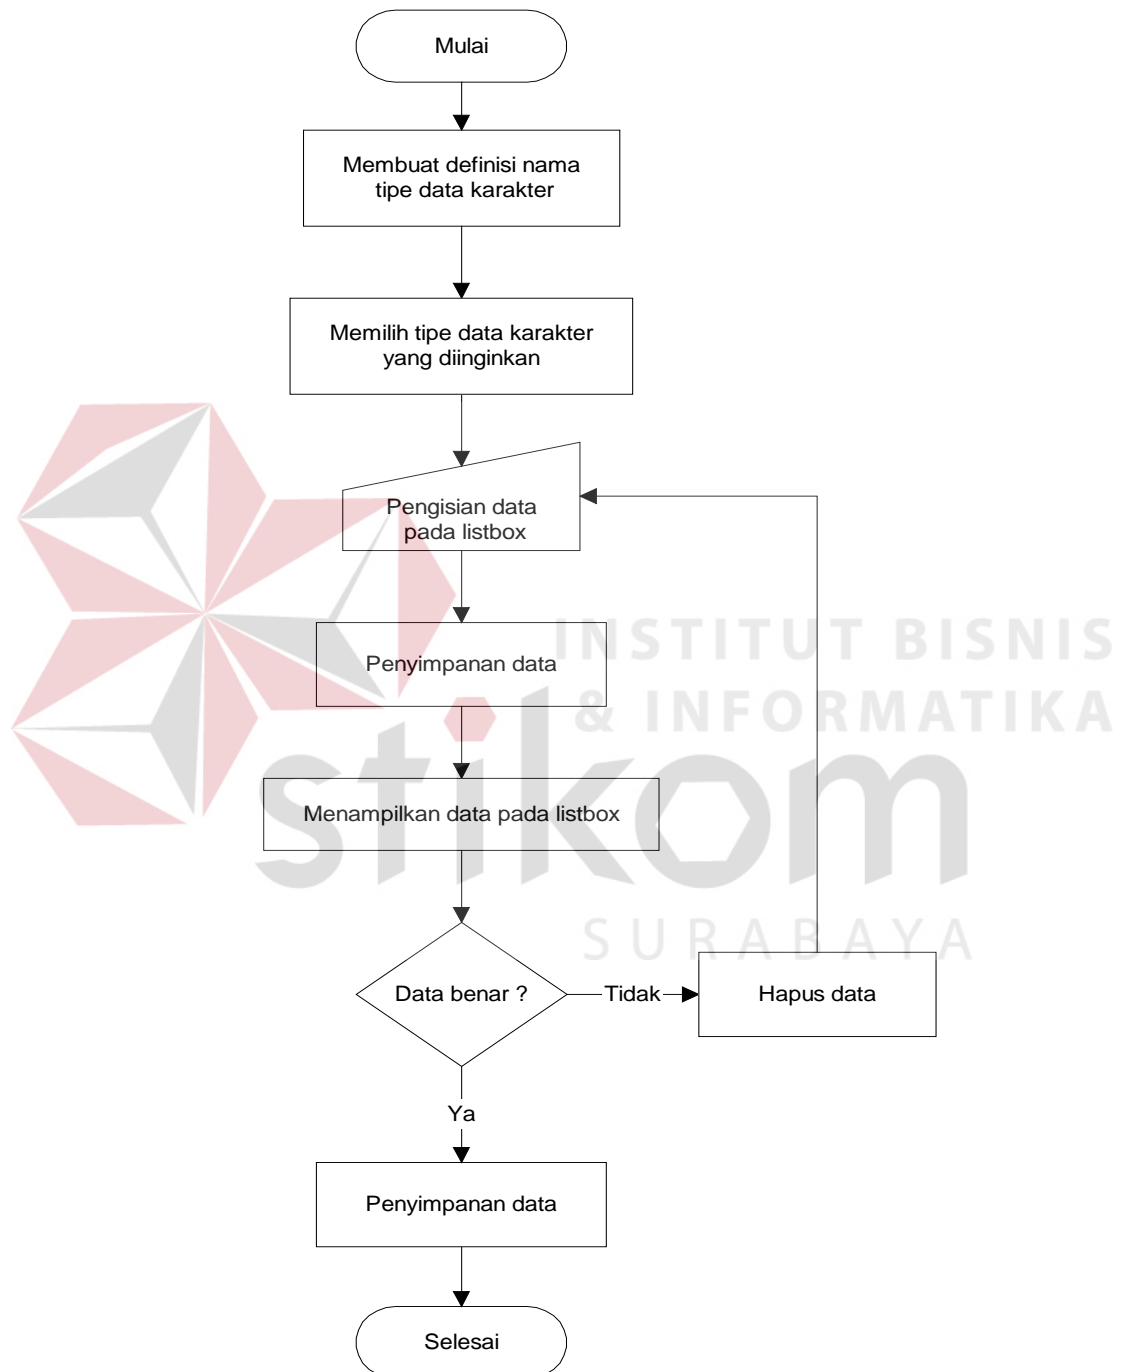 Mulai
Membuat definisi nama
tipe data karakter
Memilih tipe data karakter
yang diinginkan
Pengisian data
pada listbox
Penyimpanan data
INSTITUT BISNIS
& INFORMATIKA
stikom
SURABAYA
Menampilkan data pada listbox
Data benar ?
Tidak
Hapus data
Ya
Penyimpanan data
Selesai